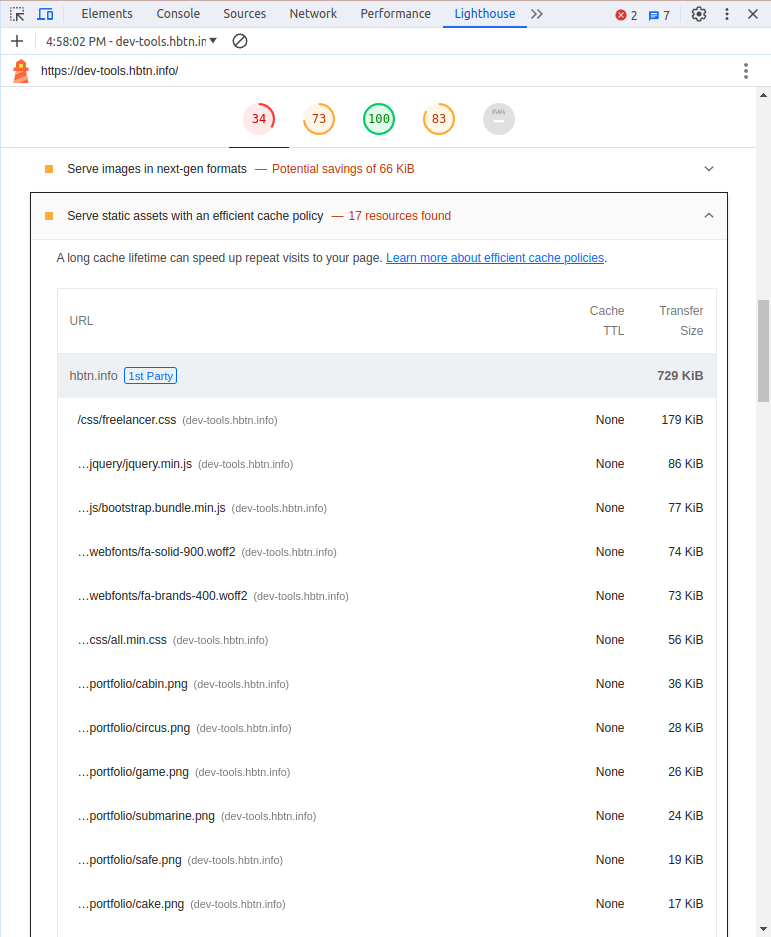 Elements Console Sources Network Performance Lighthouse 2 7
4:58:02 PM - dev-tools.hbtn.in
https://dev-tools.hbtn.info/
34 73 100 83 PWA
Serve images in next-gen formats — Potential savings of 66 KiB
Serve static assets with an efficient cache policy — 17 resources found
A long cache lifetime can speed up repeat visits to your page. Learn more about efficient cache policies.
URL Cache TTL Transfer Size
hbtn.info 1st Party 729 KiB
/css/freelancer.css (dev-tools.hbtn.info) None 179 KiB
…jquery/jquery.min.js (dev-tools.hbtn.info) None 86 KiB
…js/bootstrap.bundle.min.js (dev-tools.hbtn.info) None 77 KiB
…webfonts/fa-solid-900.woff2 (dev-tools.hbtn.info) None 74 KiB
…webfonts/fa-brands-400.woff2 (dev-tools.hbtn.info) None 73 KiB
…css/all.min.css (dev-tools.hbtn.info) None 56 KiB
…portfolio/cabin.png (dev-tools.hbtn.info) None 36 KiB
…portfolio/circus.png (dev-tools.hbtn.info) None 28 KiB
…portfolio/game.png (dev-tools.hbtn.info) None 26 KiB
…portfolio/submarine.png (dev-tools.hbtn.info) None 24 KiB
…portfolio/safe.png (dev-tools.hbtn.info) None 19 KiB
…portfolio/cake.png (dev-tools.hbtn.info) None 17 KiB